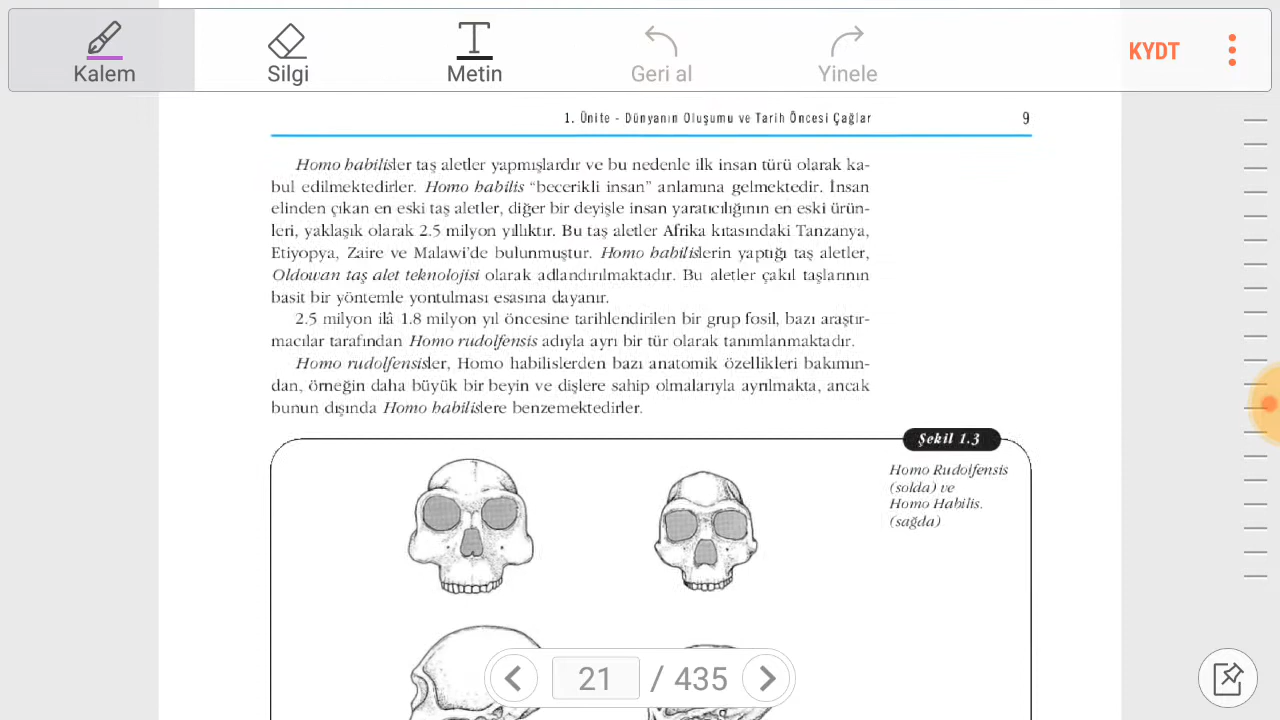 Kalem
Silgi
Metin
Geri al
Yinele
KYDT
1. Ünite - Dünyanın Oluşumu ve Tarih Öncesi Çağlar 9
Homo habilisler taş aletler yapmışlardır ve bu nedenle ilk insan türü olarak ka-
bul edilmektedirler. Homo habilis “becerikli insan” anlamına gelmektedir. İnsan
elinden çıkan en eski taş aletler, diğer bir deyişle insan yaratıcılığının en eski ürün-
leri, yaklaşık olarak 2.5 milyon yıllıktır. Bu taş aletler Afrika kıtasındaki Tanzanya,
Etiyopya, Zaire ve Malawi’de bulunmuştur. Homo habilislerin yaptığı taş aletler,
Oldowan taş alet teknolojisi olarak adlandırılmaktadır. Bu aletler çakıl taşlarının
basit bir yöntemle yontulması esasına dayanır.
2.5 milyon ilâ 1.8 milyon yıl öncesine tarihlendirilen bir grup fosil, bazı araştır-
macılar tarafından Homo rudolfensis adıyla ayrı bir tür olarak tanımlanmaktadır.
Homo rudolfensisler, Homo habilislerden bazı anatomik özellikleri bakımın-
dan, örneğin daha büyük bir beyin ve dişlere sahip olmalarıyla ayrılmakta, ancak
bunun dışında Homo habilislere benzemektedirler.
Şekil 1.3
Homo Rudolfensis
(solda) ve
Homo Habilis.
(sağda)
21 / 435